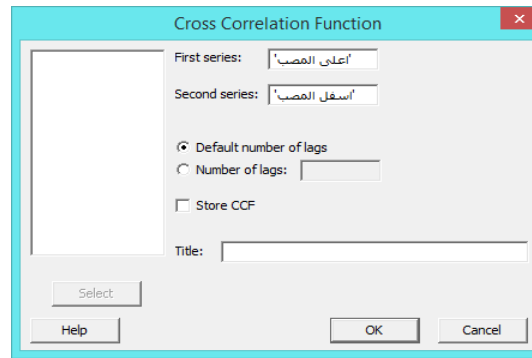 Cross Correlation Function
First series: 'اعلى المصب'
Second series: 'اسفل المصب'
Default number of lags
Number of lags:
Store CCF
Title:
Select
Help OK Cancel